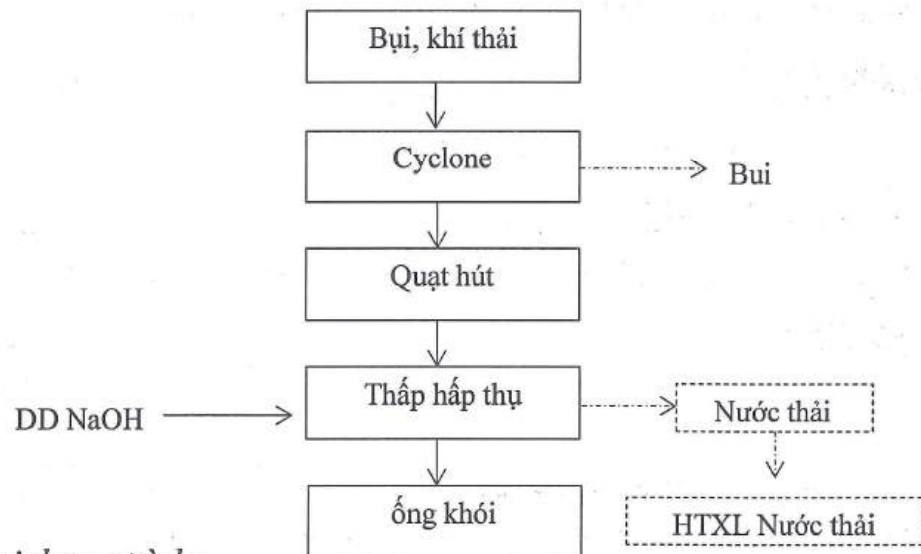 Bụi, khí thải
Cyclone
Bui
Quạt hút
DD NaOH
Thấp hấp thụ
Nước thải
ống khói
HTXL Nước thải